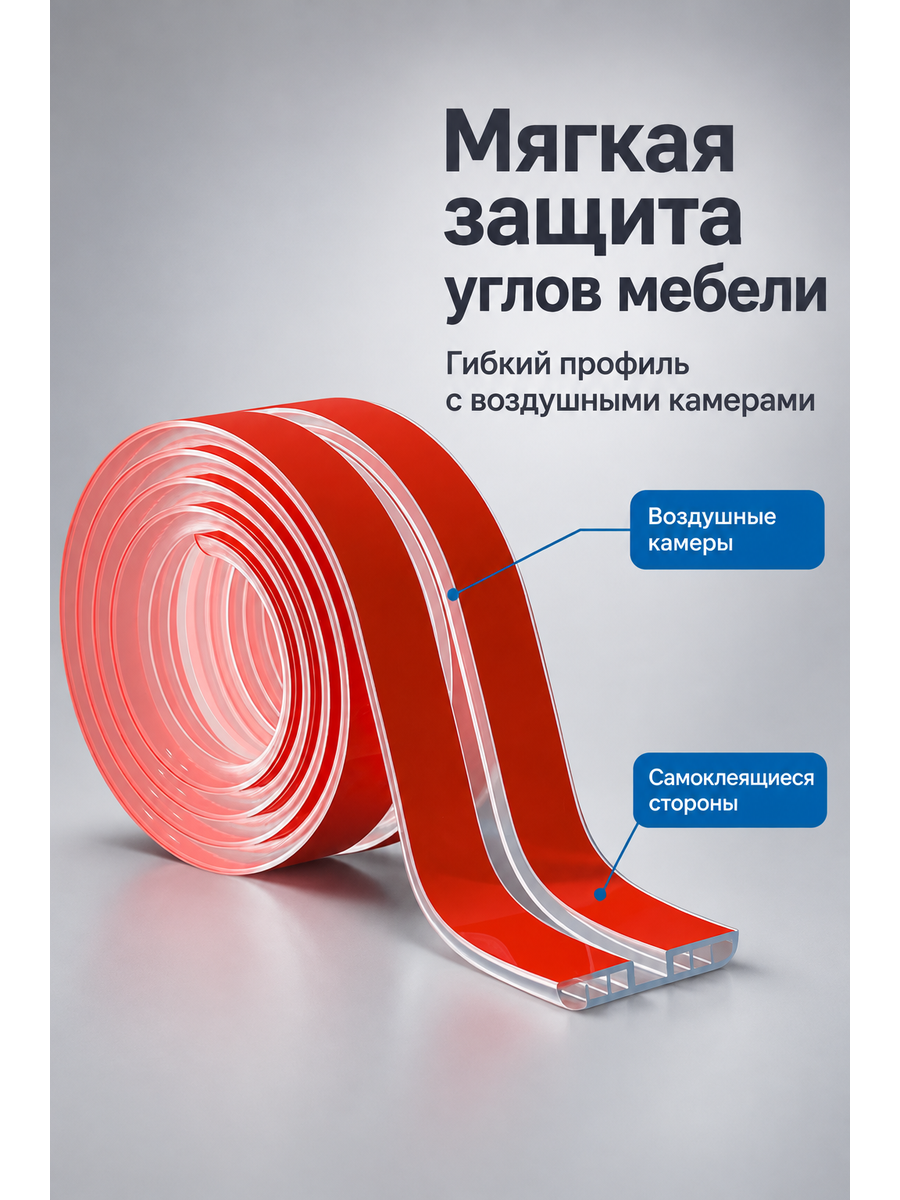 Мягкая
защита
углов мебели
Гибкий профиль
с воздушными камерами
Воздушные
камеры
Самоклеящиеся
стороны